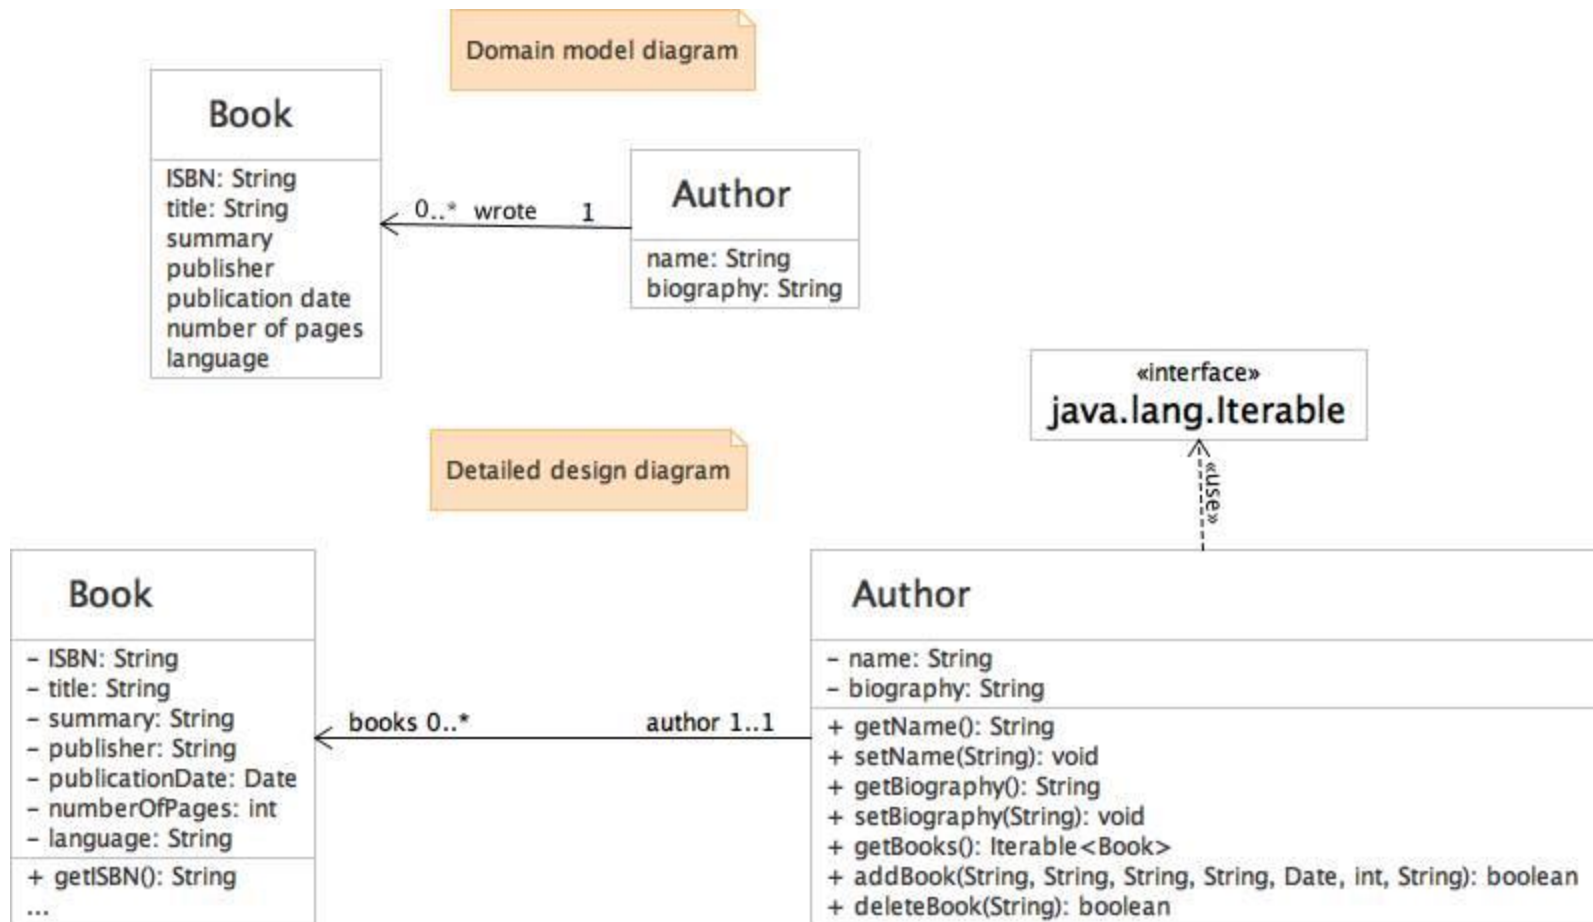 Domain model diagram
Book
ISBN: String
title: String
summary
publisher
publication date
number of pages
language
0..* wrote 1
Author
name: String
biography: String
«interface»
java.lang.Iterable
«use»
Detailed design diagram
Book
- ISBN: String
- title: String
- summary: String
- publisher: String
- publicationDate: Date
- numberOfPages: int
- language: String
+ getISBN(): String
...
books 0..* author 1..1
Author
- name: String
- biography: String
+ getName(): String
+ setName(String): void
+ getBiography(): String
+ setBiography(String): void
+ getBooks(): Iterable<Book>
+ addBook(String, String, String, String, Date, int, String): boolean
+ deleteBook(String): boolean